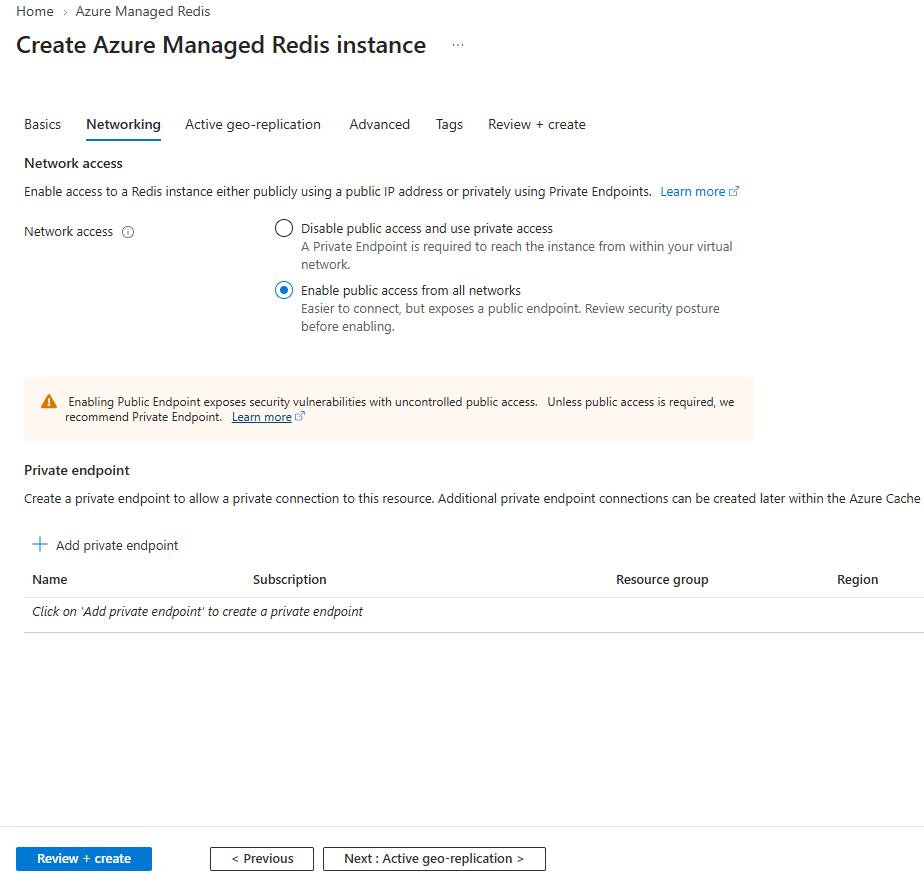 Home › Azure Managed Redis
Create Azure Managed Redis instance ...
Basics Networking Active geo-replication Advanced Tags Review + create
Network access
Enable access to a Redis instance either publicly using a public IP address or privately using Private Endpoints. Learn more
Network access
Disable public access and use private access
A Private Endpoint is required to reach the instance from within your virtual
network.
Enable public access from all networks
Easier to connect, but exposes a public endpoint. Review security posture
before enabling.
Enabling Public Endpoint exposes security vulnerabilities with uncontrolled public access. Unless public access is required, we
recommend Private Endpoint. Learn more
Private endpoint
Create a private endpoint to allow a private connection to this resource. Additional private endpoint connections can be created later within the Azure Cache
+ Add private endpoint
Name Subscription Resource group Region
Click on 'Add private endpoint' to create a private endpoint
Review + create < Previous Next : Active geo-replication >